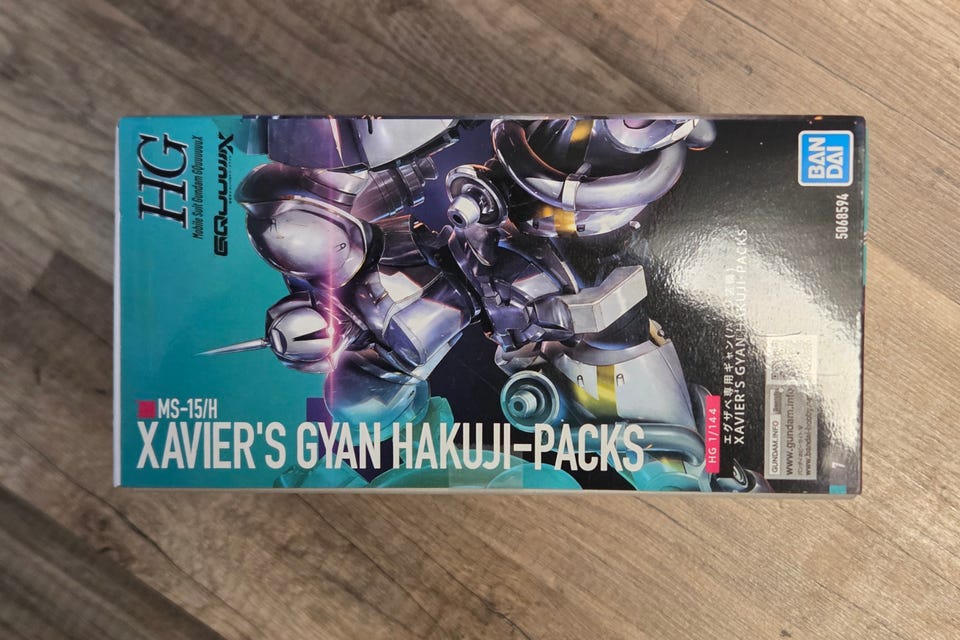 HG
Mobile Suit Gundam GQuuuuuuX
GQuuuuuuX
MS-15/H
XAVIER'S GYAN HAKUJI-PACKS
BAN
DAI
5068594
HG 1/144
XAVIER'S GYAN HAKUJI-PACKS
GUNDAM.INFO
www.gundam.info
7